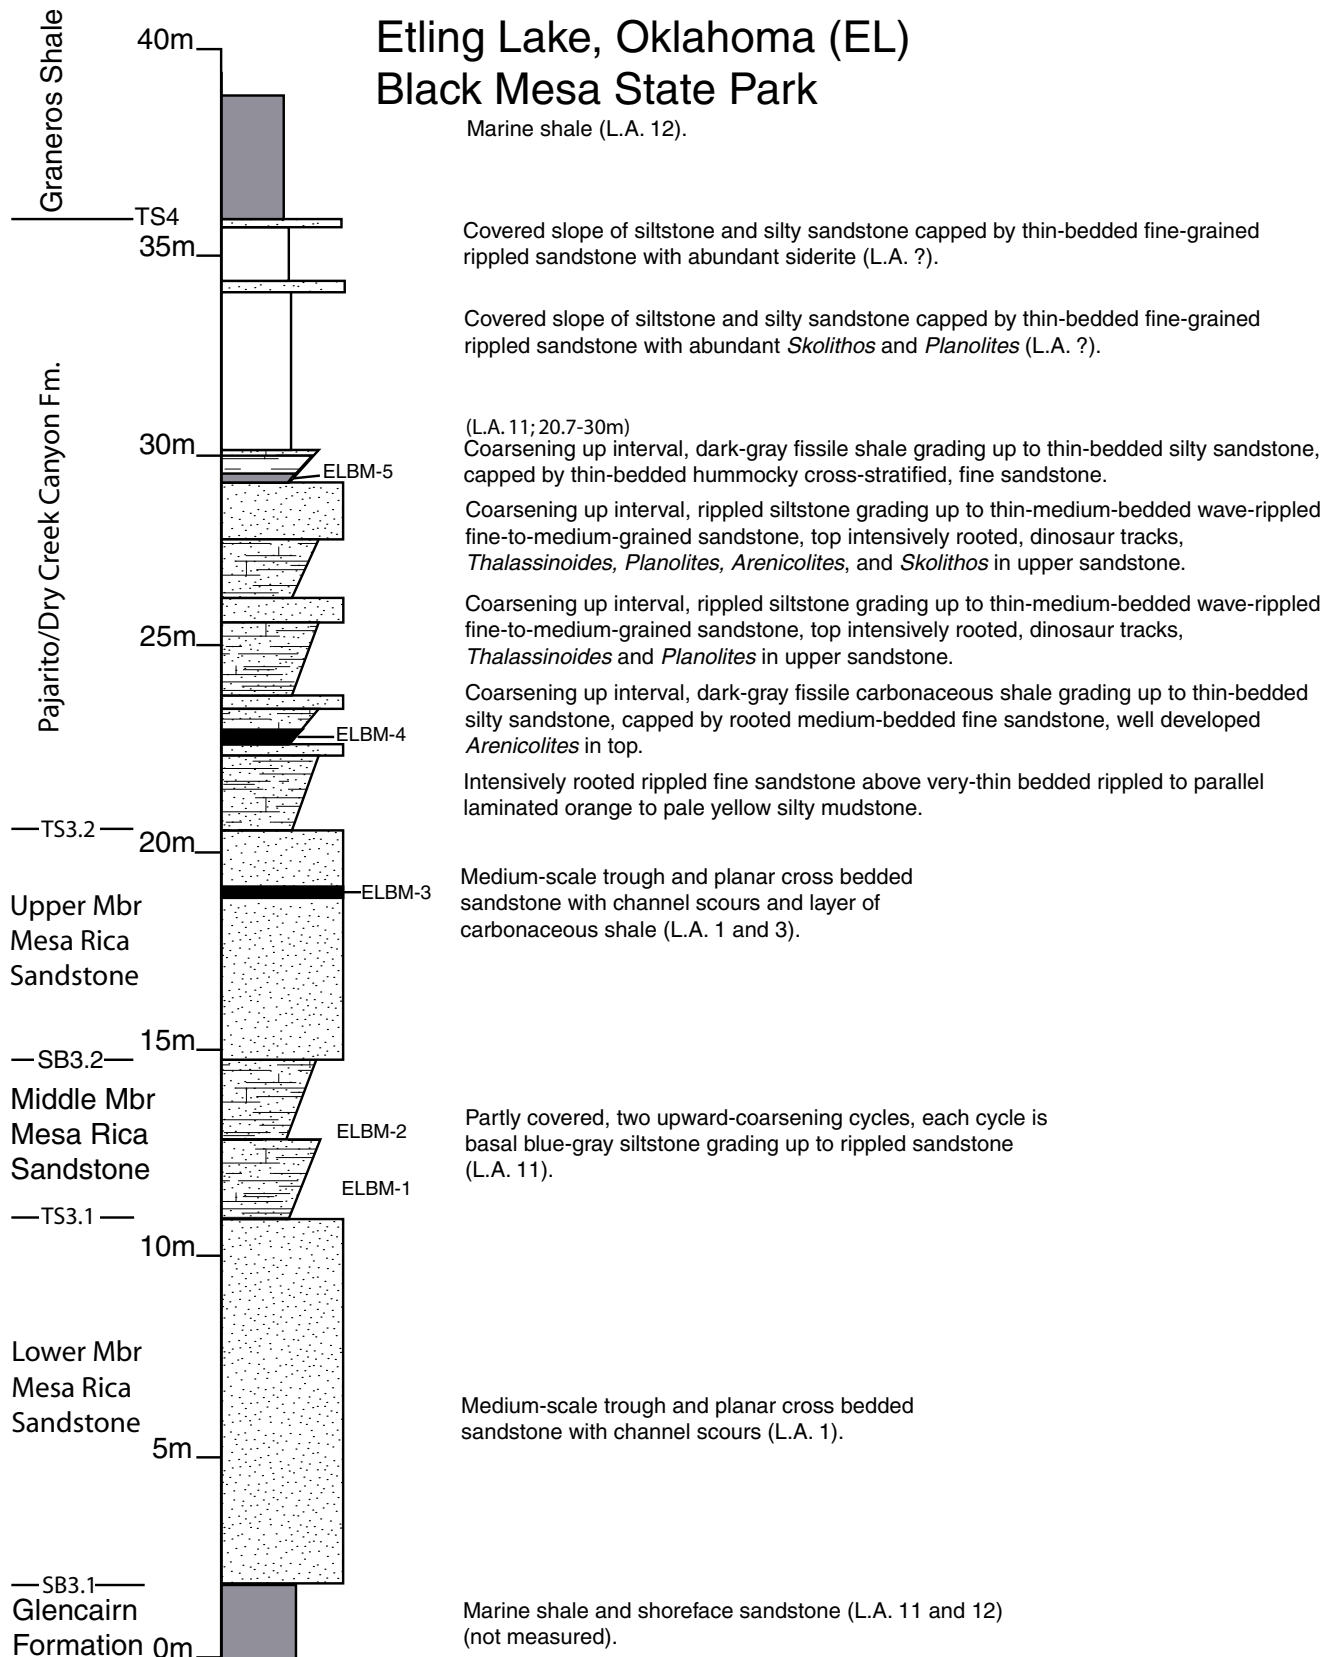 Etling Lake, Oklahoma (EL)
Black Mesa State Park
Graneros Shale
40m
Marine shale (L.A. 12).
TS4
35m
Covered slope of siltstone and silty sandstone capped by thin-bedded fine-grained
rippled sandstone with abundant siderite (L.A. ?).
Covered slope of siltstone and silty sandstone capped by thin-bedded fine-grained
rippled sandstone with abundant Skolithos and Planolites (L.A. ?).
Pajarito/Dry Creek Canyon Fm.
30m
(L.A. 11; 20.7-30m)
Coarsening up interval, dark-gray fissile shale grading up to thin-bedded silty sandstone,
capped by thin-bedded hummocky cross-stratified, fine sandstone.
ELBM-5
Coarsening up interval, rippled siltstone grading up to thin-medium-bedded wave-rippled
fine-to-medium-grained sandstone, top intensively rooted, dinosaur tracks,
Thalassinoides, Planolites, Arenicolites, and Skolithos in upper sandstone.
Coarsening up interval, rippled siltstone grading up to thin-medium-bedded wave-rippled
fine-to-medium-grained sandstone, top intensively rooted, dinosaur tracks,
Thalassinoides and Planolites in upper sandstone.
25m
Coarsening up interval, dark-gray fissile carbonaceous shale grading up to thin-bedded
silty sandstone, capped by rooted medium-bedded fine sandstone, well developed
Arenicolites in top.
ELBM-4
Intensively rooted rippled fine sandstone above very-thin bedded rippled to parallel
laminated orange to pale yellow silty mudstone.
TS3.2
20m
ELBM-3
Medium-scale trough and planar cross bedded
sandstone with channel scours and layer of
carbonaceous shale (L.A. 1 and 3).
Upper Mbr
Mesa Rica
Sandstone
15m
SB3.2
Middle Mbr
Mesa Rica
Sandstone
ELBM-2
Partly covered, two upward-coarsening cycles, each cycle is
basal blue-gray siltstone grading up to rippled sandstone
(L.A. 11).
ELBM-1
TS3.1
10m
Lower Mbr
Mesa Rica
Sandstone
Medium-scale trough and planar cross bedded
sandstone with channel scours (L.A. 1).
5m
SB3.1
Glencairn
Formation
0m
Marine shale and shoreface sandstone (L.A. 11 and 12)
(not measured).